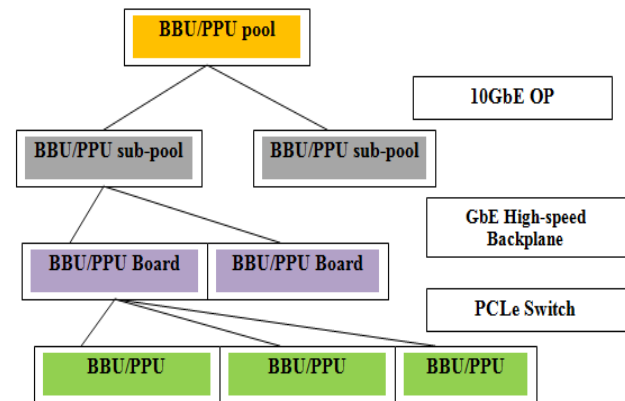 BBU/PPU pool
10GbE OP
BBU/PPU sub-pool
BBU/PPU sub-pool
GbE High-speed
Backplane
BBU/PPU Board
BBU/PPU Board
PCLe Switch
BBU/PPU
BBU/PPU
BBU/PPU